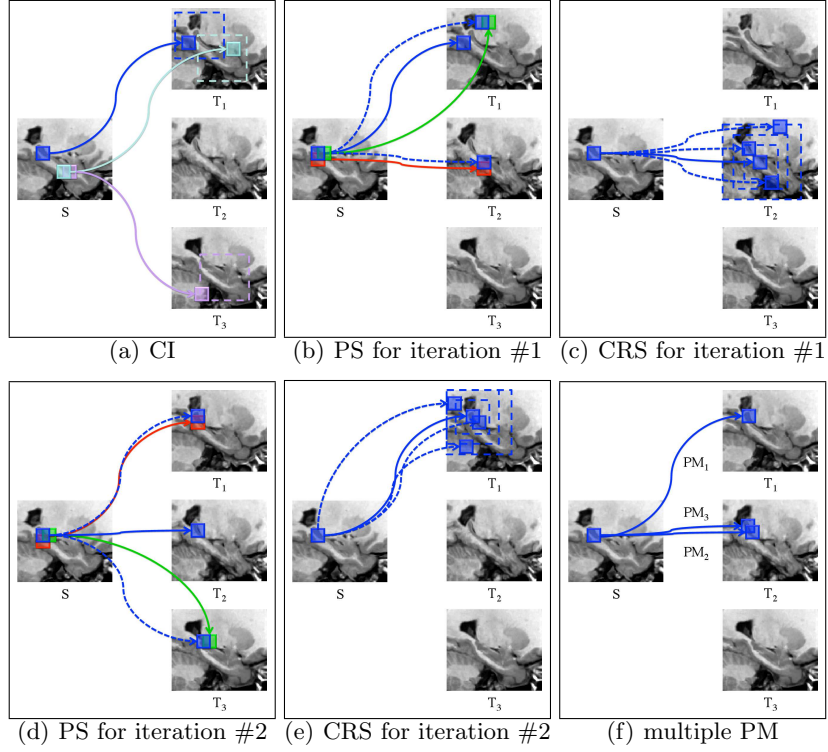 T1
S
T2
T3
(a) CI
T1
S
T2
T3
(b) PS for iteration #1
T1
S
T2
T3
(c) CRS for iteration #1
T1
S
T2
T3
(d) PS for iteration #2
T1
S
T2
T3
(e) CRS for iteration #2
T1
PM1
PM3
PM2
S
T2
T3
(f) multiple PM